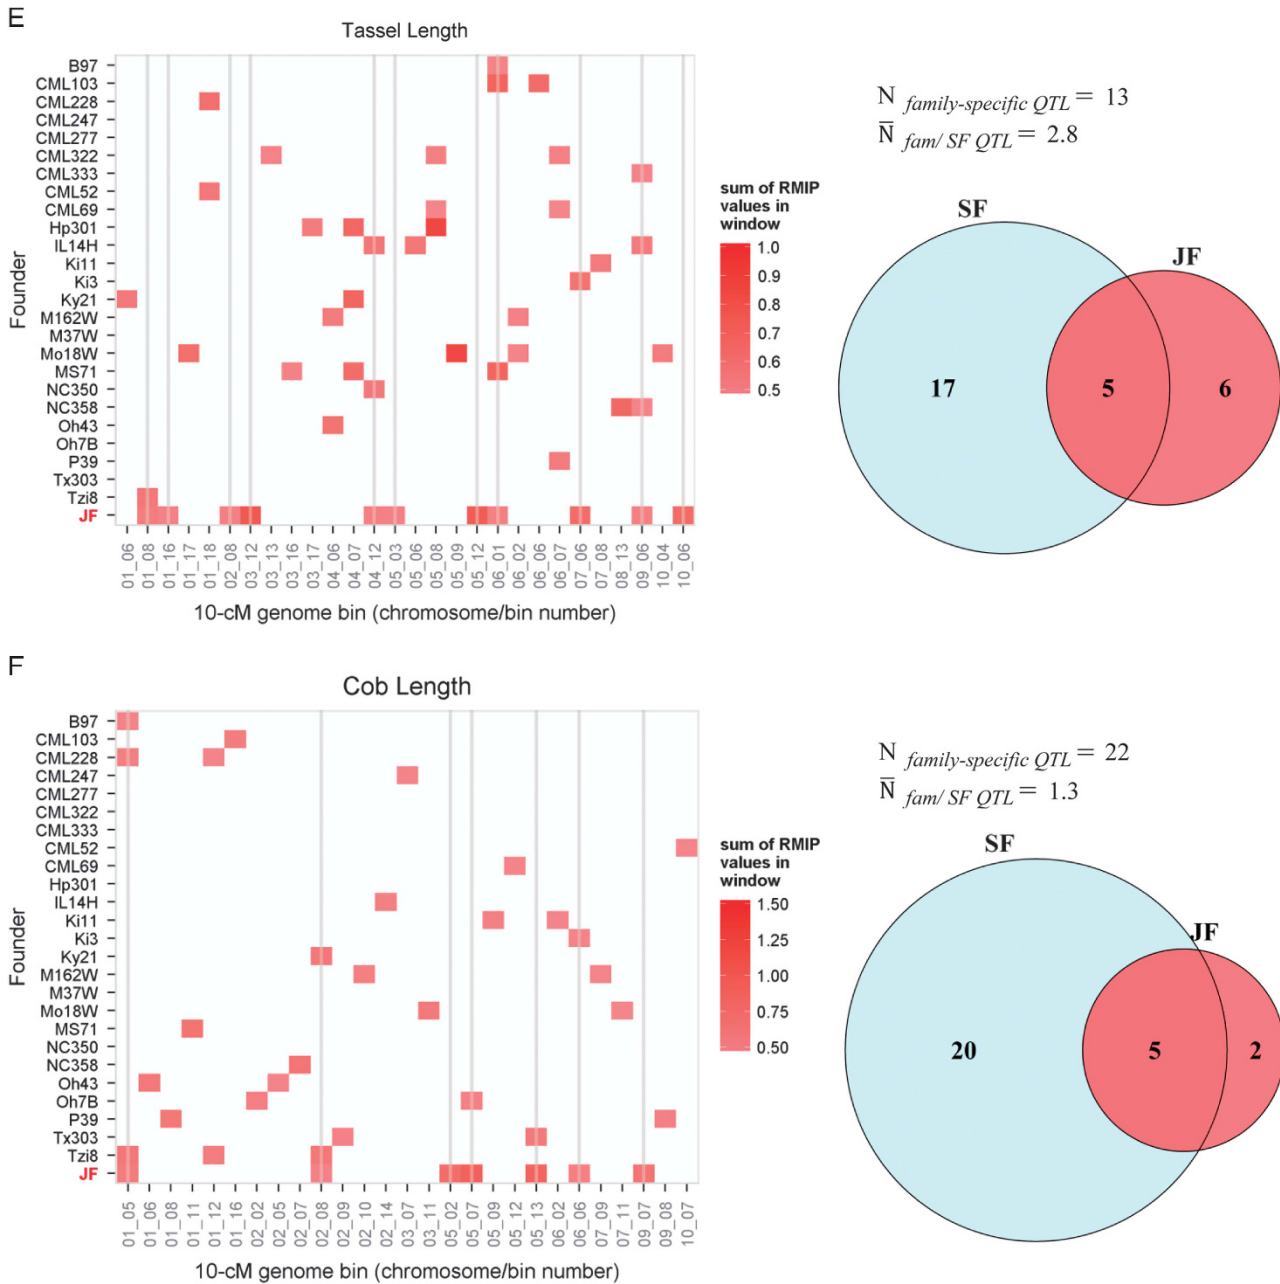 E
Tassel Length
B97
CML103
CML228
CML247
CML277
CML322
CML333
CML52
CML69
Hp301
IL14H
Ki11
Ki3
Ky21
M162W
M37W
Mo18W
MS71
NC350
NC358
Oh43
Oh7B
P39
Tx303
Tzi8
JF
Founder
01_06 01_08 01_16 01_17 01_18 02_08 03_12 03_13 03_16 03_17 04_06 04_07 04_12 05_03 05_08 05_09 05_12 06_01 06_02 06_06 06_07 07_06 07_08 08_13 09_06 10_04 10_06
10-cM genome bin (chromosome/bin number)
sum of RMIP
values in
window
1.0
0.9
0.8
0.7
0.6
0.5
N family-specific QTL = 13
N̅ fam/ SF QTL = 2.8
SF
JF
17 5 6
F
Cob Length
B97
CML103
CML228
CML247
CML277
CML322
CML333
CML52
CML69
Hp301
IL14H
Ki11
Ki3
Ky21
M162W
M37W
Mo18W
MS71
NC350
NC358
Oh43
Oh7B
P39
Tx303
Tzi8
JF
Founder
01_05 01_06 01_08 01_11 01_12 01_16 02_02 02_05 02_07 02_08 02_09 02_10 02_14 03_07 03_11 05_02 05_07 05_09 05_12 05_13 06_02 06_06 07_09 07_11 09_07 09_08 10_07
10-cM genome bin (chromosome/bin number)
sum of RMIP
values in
window
1.50
1.25
1.00
0.75
0.50
N family-specific QTL = 22
N̅ fam/ SF QTL = 1.3
SF
JF
20 5 2